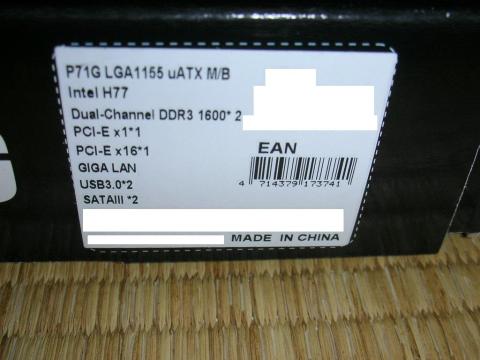 P71G LGA1155 uATX M/B
Intel H77
Dual-Channel DDR3 1600* 2
PCI-E x1*1
PCI-E x16*1
GIGA LAN
USB3.0*2
SATAIII *2
EAN
4 714379 173741
MADE IN CHINA